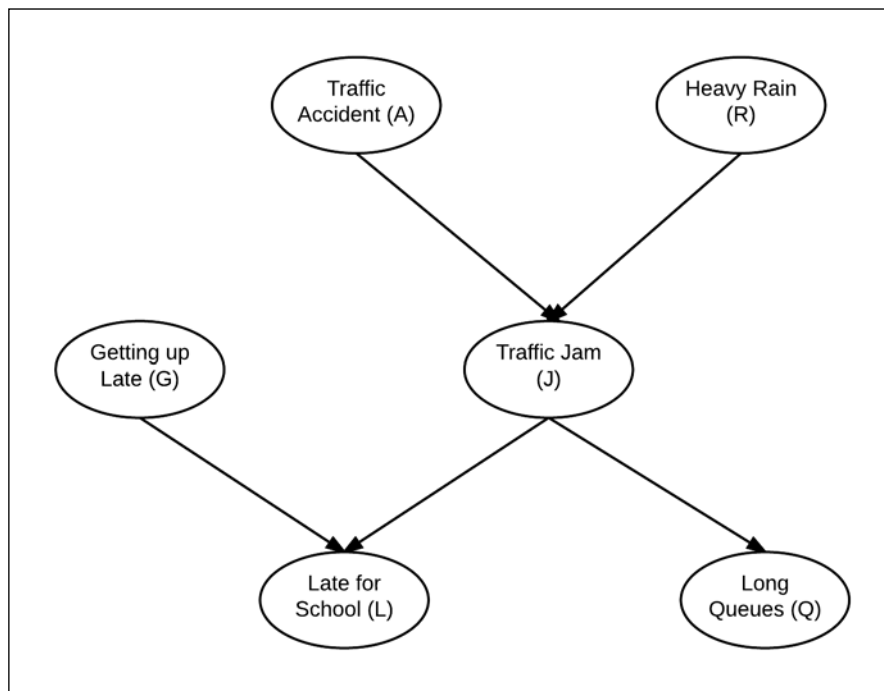 Traffic
Accident (A)
Heavy Rain
(R)
Getting up
Late (G)
Traffic Jam
(J)
Late for
School (L)
Long
Queues (Q)